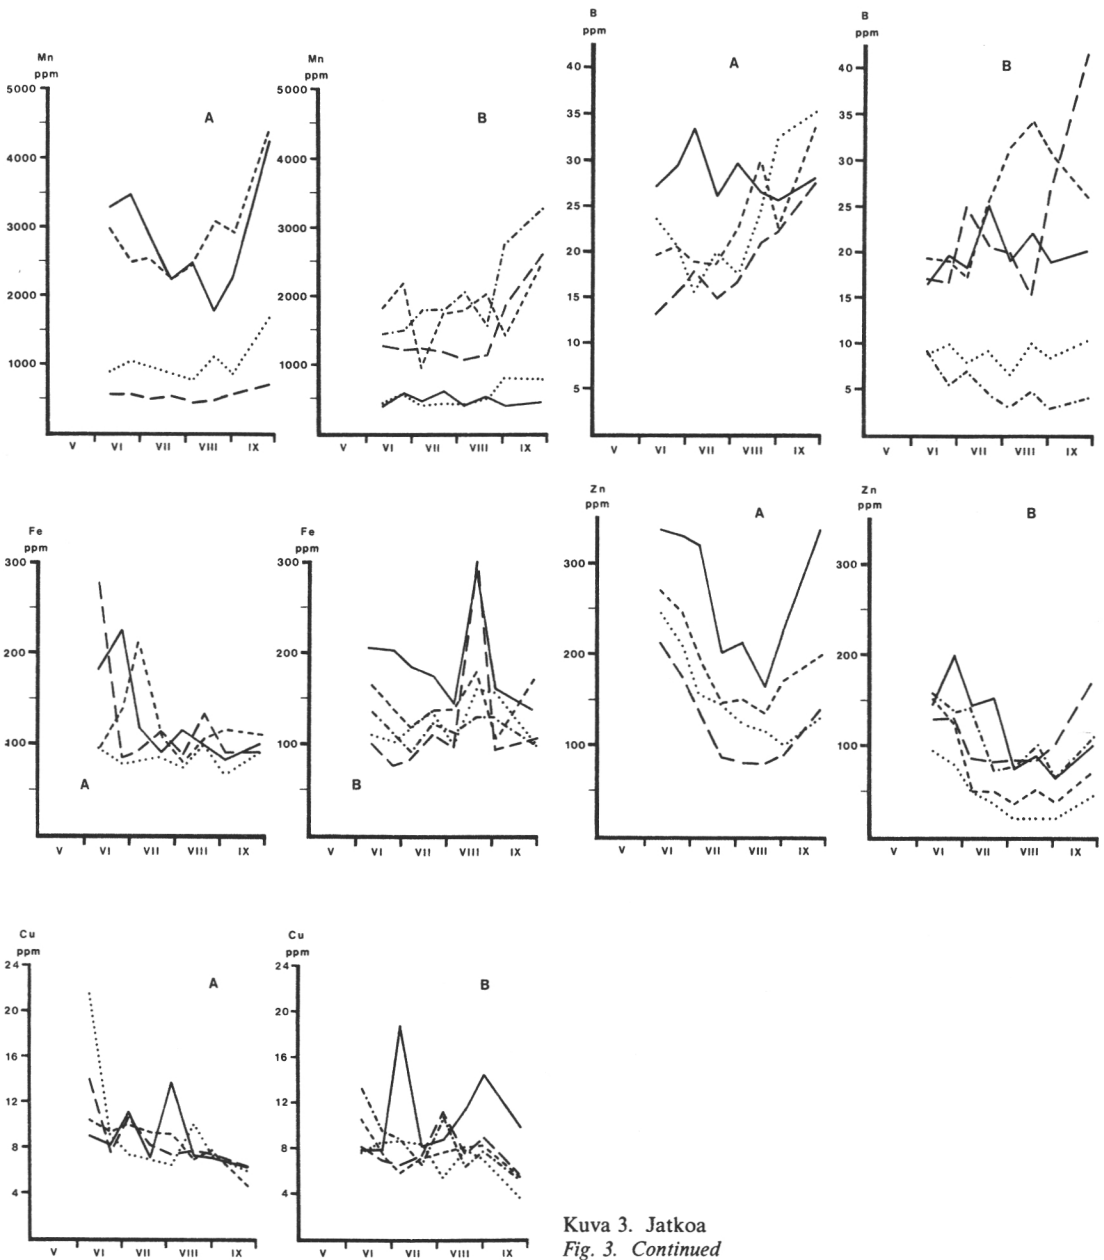 Mn
ppm
5000
4000
3000
2000
1000
A
V VI VII VIII IX
Mn
ppm
5000
4000
3000
2000
1000
B
V VI VII VIII IX
B
ppm
40
35
30
25
20
15
10
5
A
V VI VII VIII IX
B
ppm
40
35
30
25
20
15
10
5
B
V VI VII VIII IX
Fe
ppm
300
200
100
A
V VI VII VIII IX
Fe
ppm
300
200
100
B
V VI VII VIII IX
Zn
ppm
300
200
100
A
V VI VII VIII IX
Zn
ppm
300
200
100
B
V VI VII VIII IX
Cu
ppm
24
20
16
12
8
4
A
V VI VII VIII IX
Cu
ppm
24
20
16
12
8
4
B
V VI VII VIII IX
Kuva 3. Jatkoa
Fig. 3. Continued